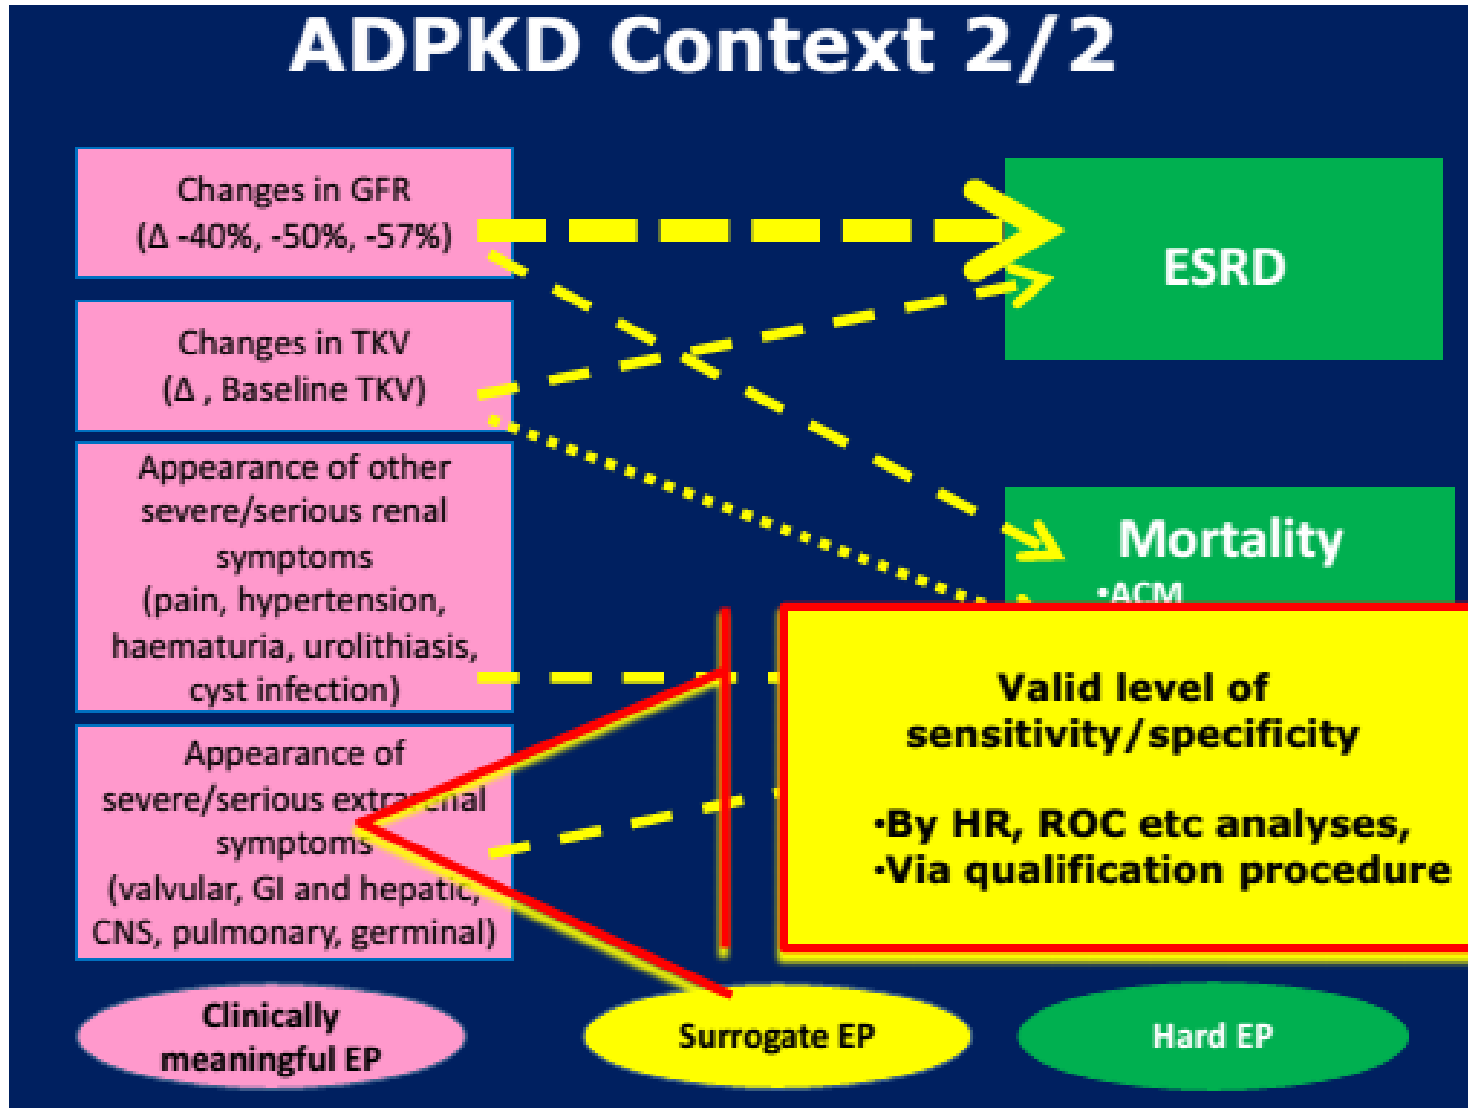 ADPKD Context 2/2
Changes in GFR
(Δ -40%, -50%, -57%)
Changes in TKV
(Δ , Baseline TKV)
Appearance of other
severe/serious renal
symptoms
(pain, hypertension,
haematuria, urolithiasis,
cyst infection)
Appearance of
severe/serious extrarenal
symptoms
(valvular, GI and hepatic,
CNS, pulmonary, germinal)
ESRD
Mortality
•ACM
Valid level of
sensitivity/specificity
•By HR, ROC etc analyses,
•Via qualification procedure
Clinically
meaningful EP
Surrogate EP
Hard EP